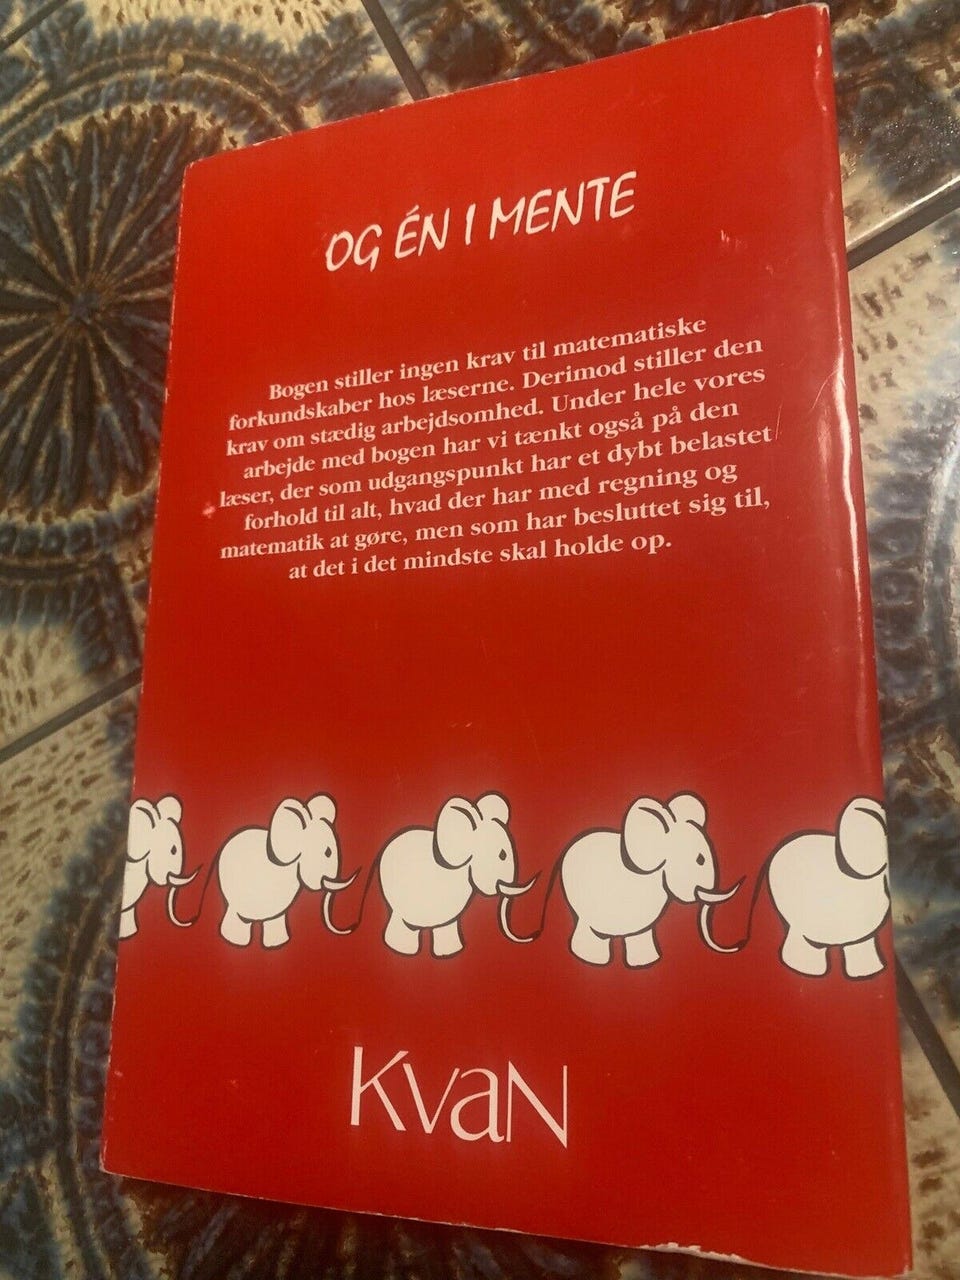 OG ÉN I MENTE
Bogen stiller ingen krav til matematiske
forkundskaber hos læserne. Derimod stiller den
krav om stædig arbejdsomhed. Under hele vores
arbejde med bogen har vi tænkt også på den
læser, der som udgangspunkt har et dybt belastet
forhold til alt, hvad der har med regning og
matematik at gøre, men som har besluttet sig til,
at det i det mindste skal holde op.
KvaN